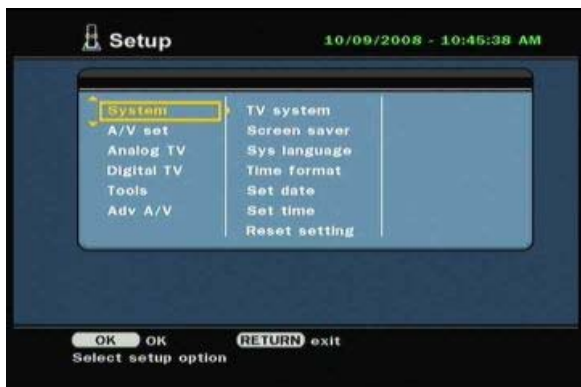 Setup
10/09/2008 - 10:45:38 AM
System
A/V set
Analog TV
Digital TV
Tools
Adv A/V
TV system
Screen saver
Sys language
Time format
Set date
Set time
Reset setting
OK OK
RETURN exit
Select setup option